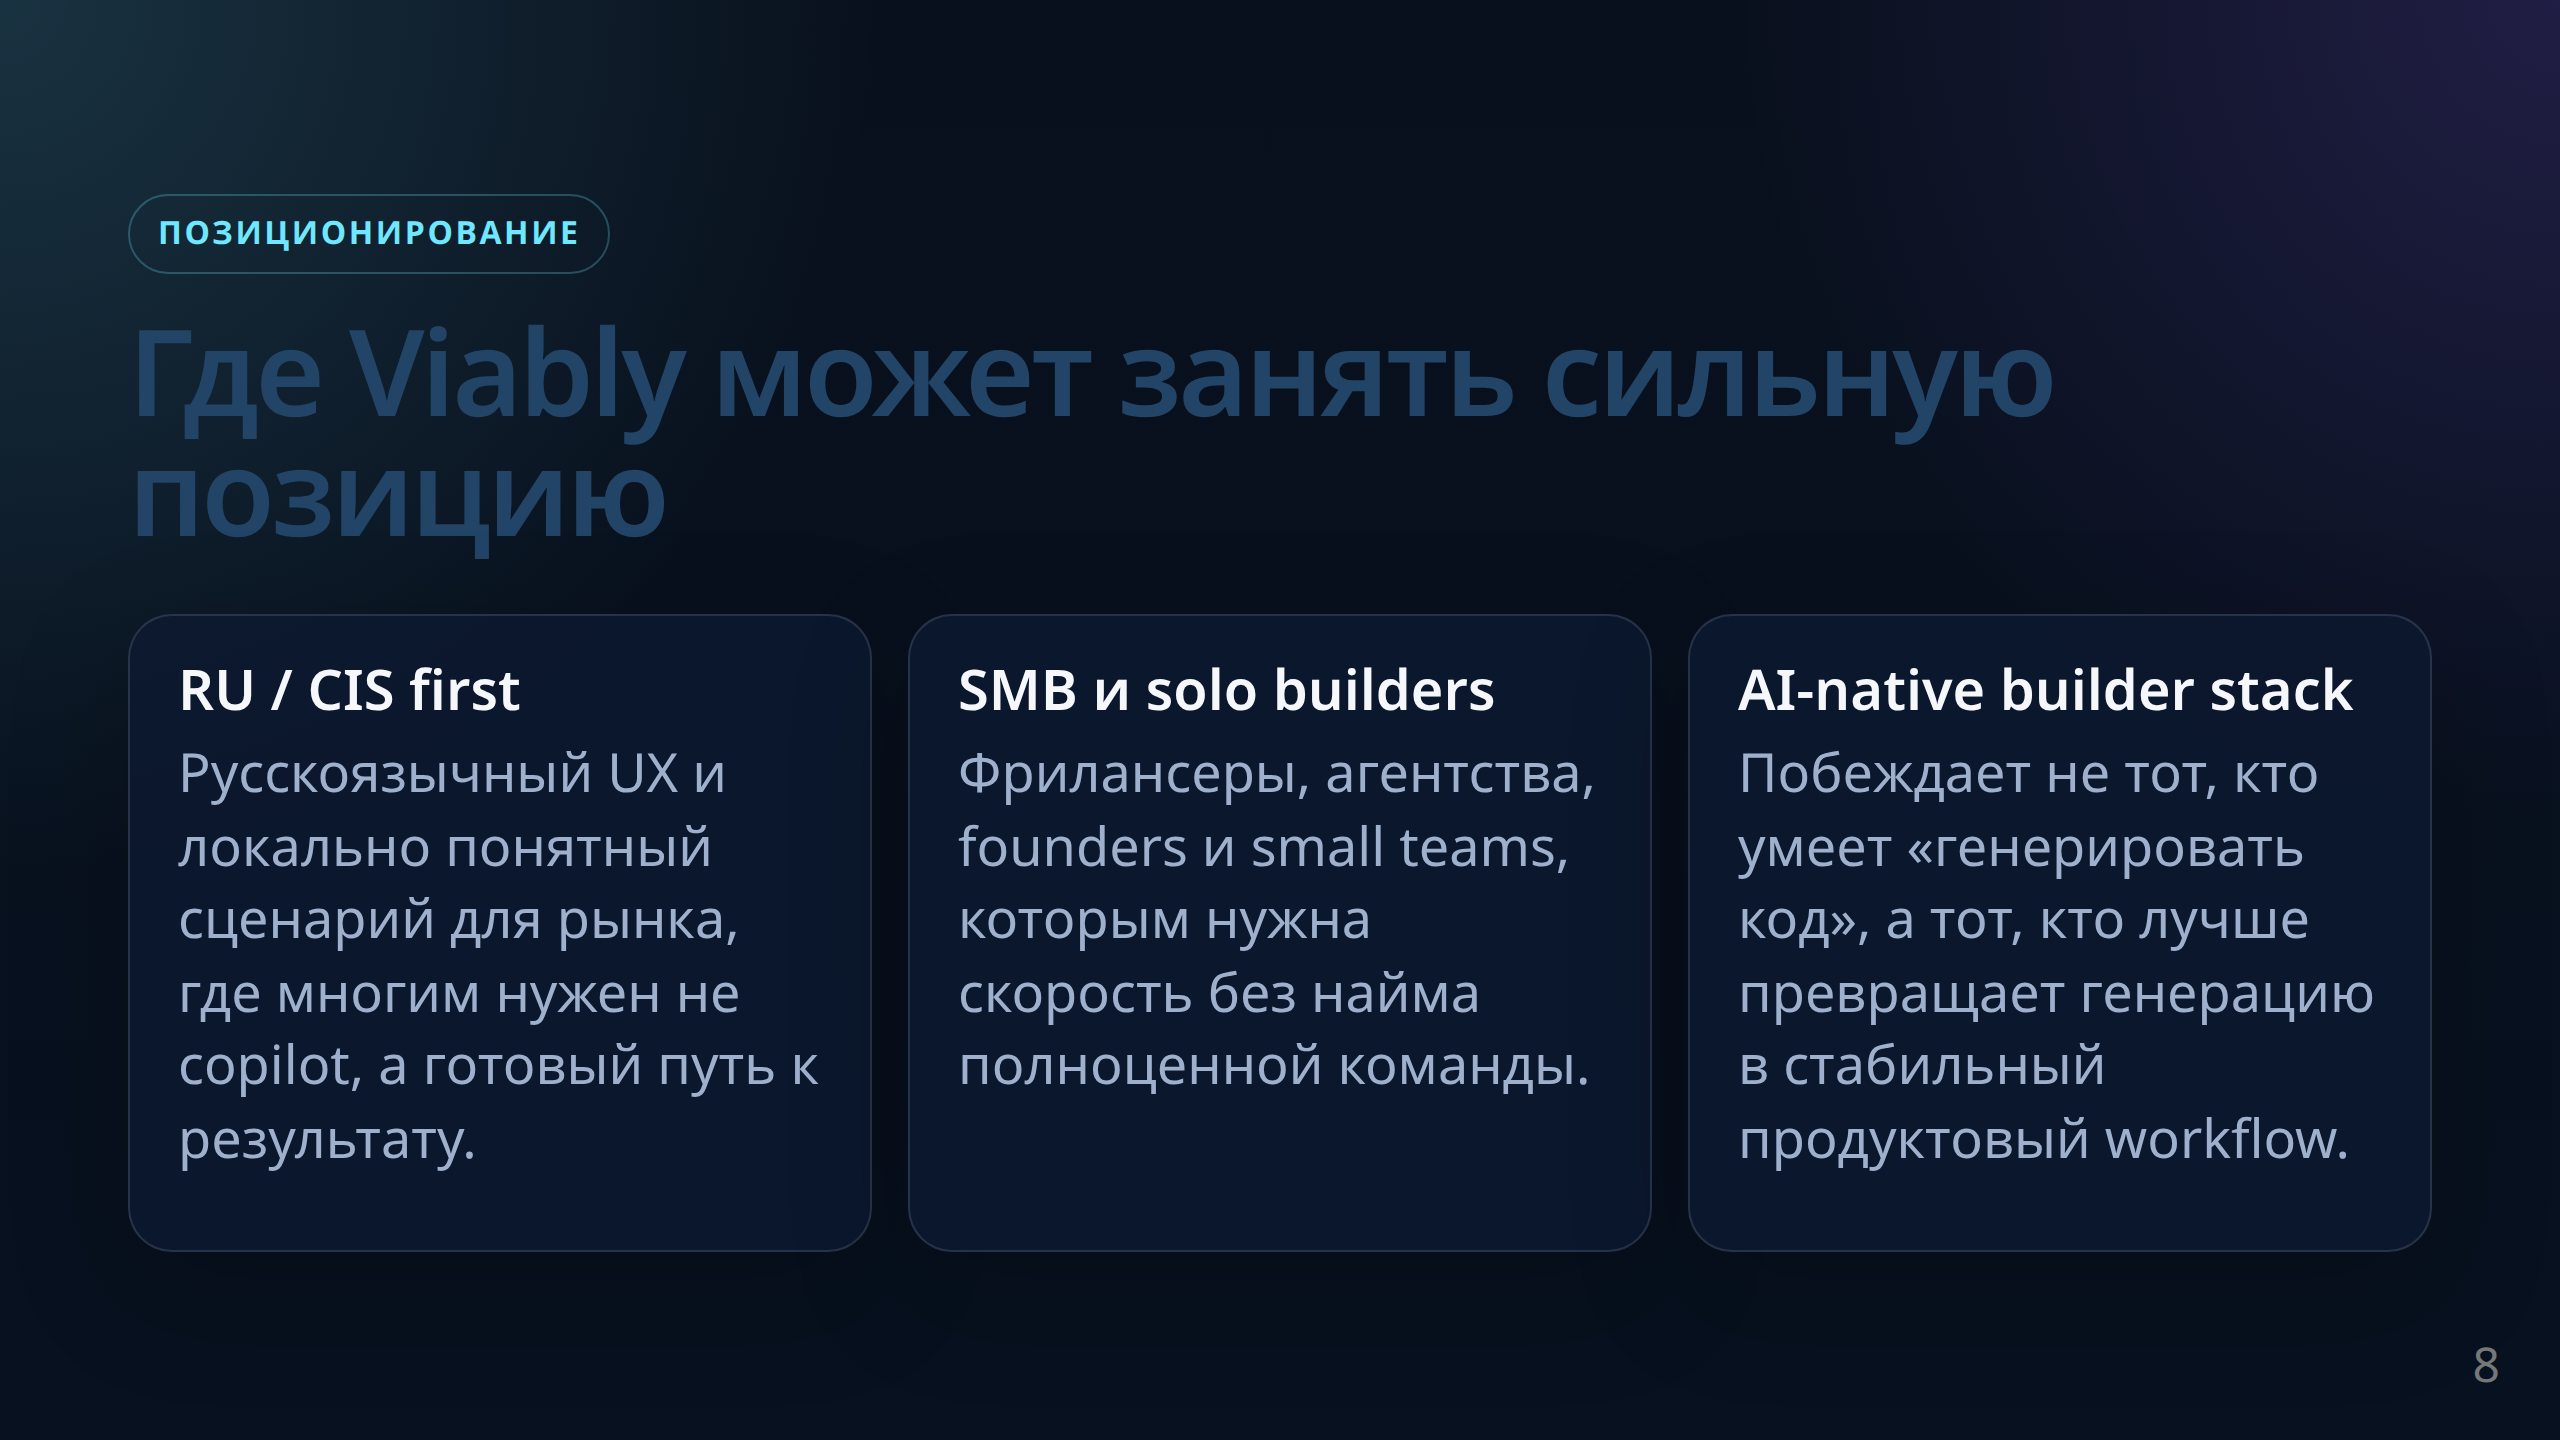 ПОЗИЦИОНИРОВАНИЕ
Где Viably может занять сильную
позицию
RU / CIS first
Русскоязычный UX и
локально понятный
сценарий для рынка,
где многим нужен не
copilot, а готовый путь к
результату.
SMB и solo builders
Фрилансеры, агентства,
founders и small teams,
которым нужна
скорость без найма
полноценной команды.
AI-native builder stack
Побеждает не тот, кто
умеет «генерировать
код», а тот, кто лучше
превращает генерацию
в стабильный
продуктовый workflow.
8